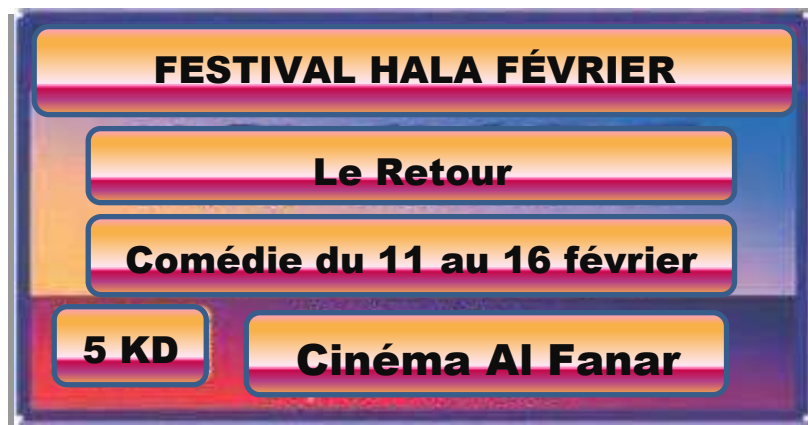 FESTIVAL HALA FÉVRIER
Le Retour
Comédie du 11 au 16 février
5 KD
Cinéma Al Fanar